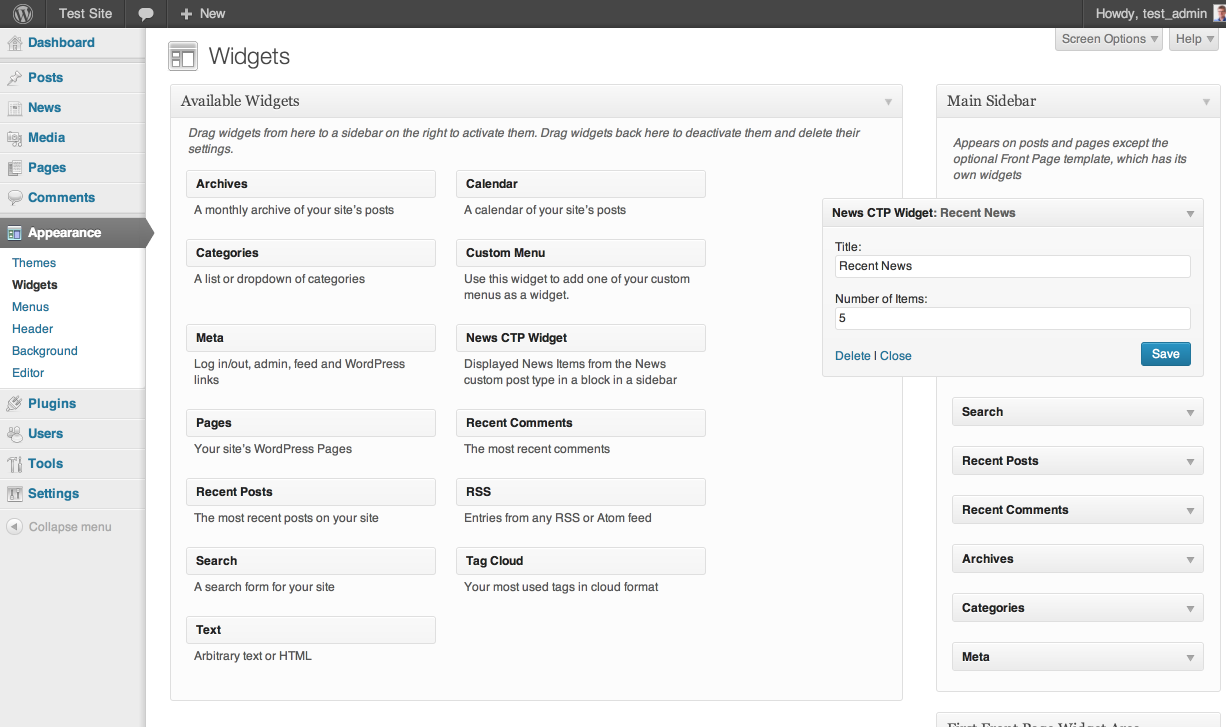 Test Site
New
Howdy, test_admin
Screen Options
Help
Dashboard
Posts
News
Media
Pages
Comments
Appearance
Themes
Widgets
Menus
Header
Background
Editor
Plugins
Users
Tools
Settings
Collapse menu
Widgets
Available Widgets
Drag widgets from here to a sidebar on the right to activate them. Drag widgets back here to deactivate them and delete their
settings.
Archives
A monthly archive of your site's posts
Calendar
A calendar of your site's posts
Categories
A list or dropdown of categories
Custom Menu
Use this widget to add one of your custom
menus as a widget.
Meta
Log in/out, admin, feed and WordPress
links
News CTP Widget
Displayed News Items from the News
custom post type in a block in a sidebar
Pages
Your site's WordPress Pages
Recent Comments
The most recent comments
Recent Posts
The most recent posts on your site
RSS
Entries from any RSS or Atom feed
Search
A search form for your site
Tag Cloud
Your most used tags in cloud format
Text
Arbitrary text or HTML
Main Sidebar
Appears on posts and pages except the
optional Front Page template, which has its
own widgets
News CTP Widget: Recent News
Title:
Recent News
Number of Items:
5
Delete | Close
Save
Search
Recent Posts
Recent Comments
Archives
Categories
Meta
First Front Page Widget Area